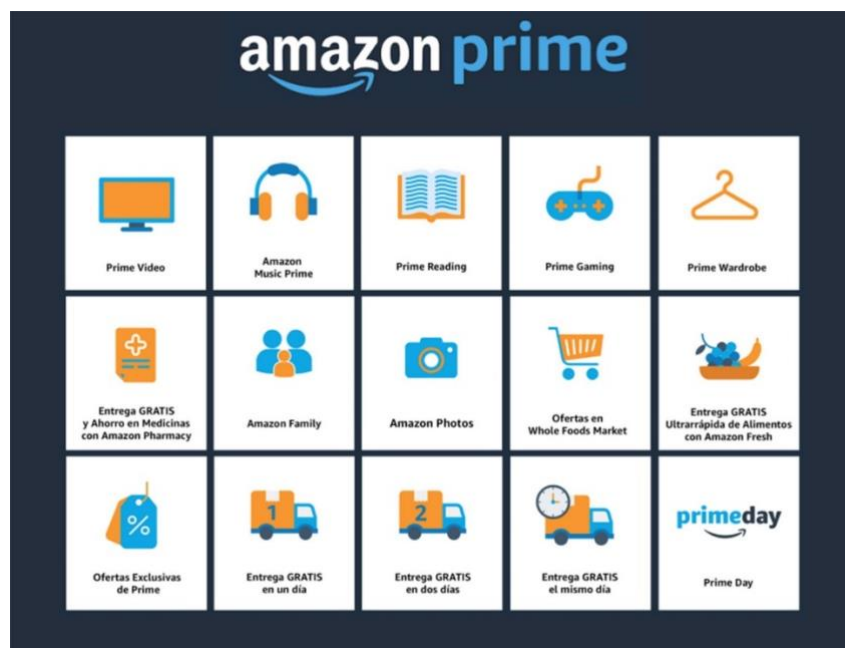 amazon prime
Prime Video
Amazon
Music Prime
Prime Reading
Prime Gaming
Prime Wardrobe
Entrega GRATIS
y Ahorro en Medicinas
con Amazon Pharmacy
Amazon Family
Amazon Photos
Ofertas en
Whole Foods Market
Entrega GRATIS
Ultrarrápida de Alimentos
con Amazon Fresh
%
Ofertas Exclusivas
de Prime
1
Entrega GRATIS
en un día
2
Entrega GRATIS
en dos días
Entrega GRATIS
el mismo día
primeday
Prime Day